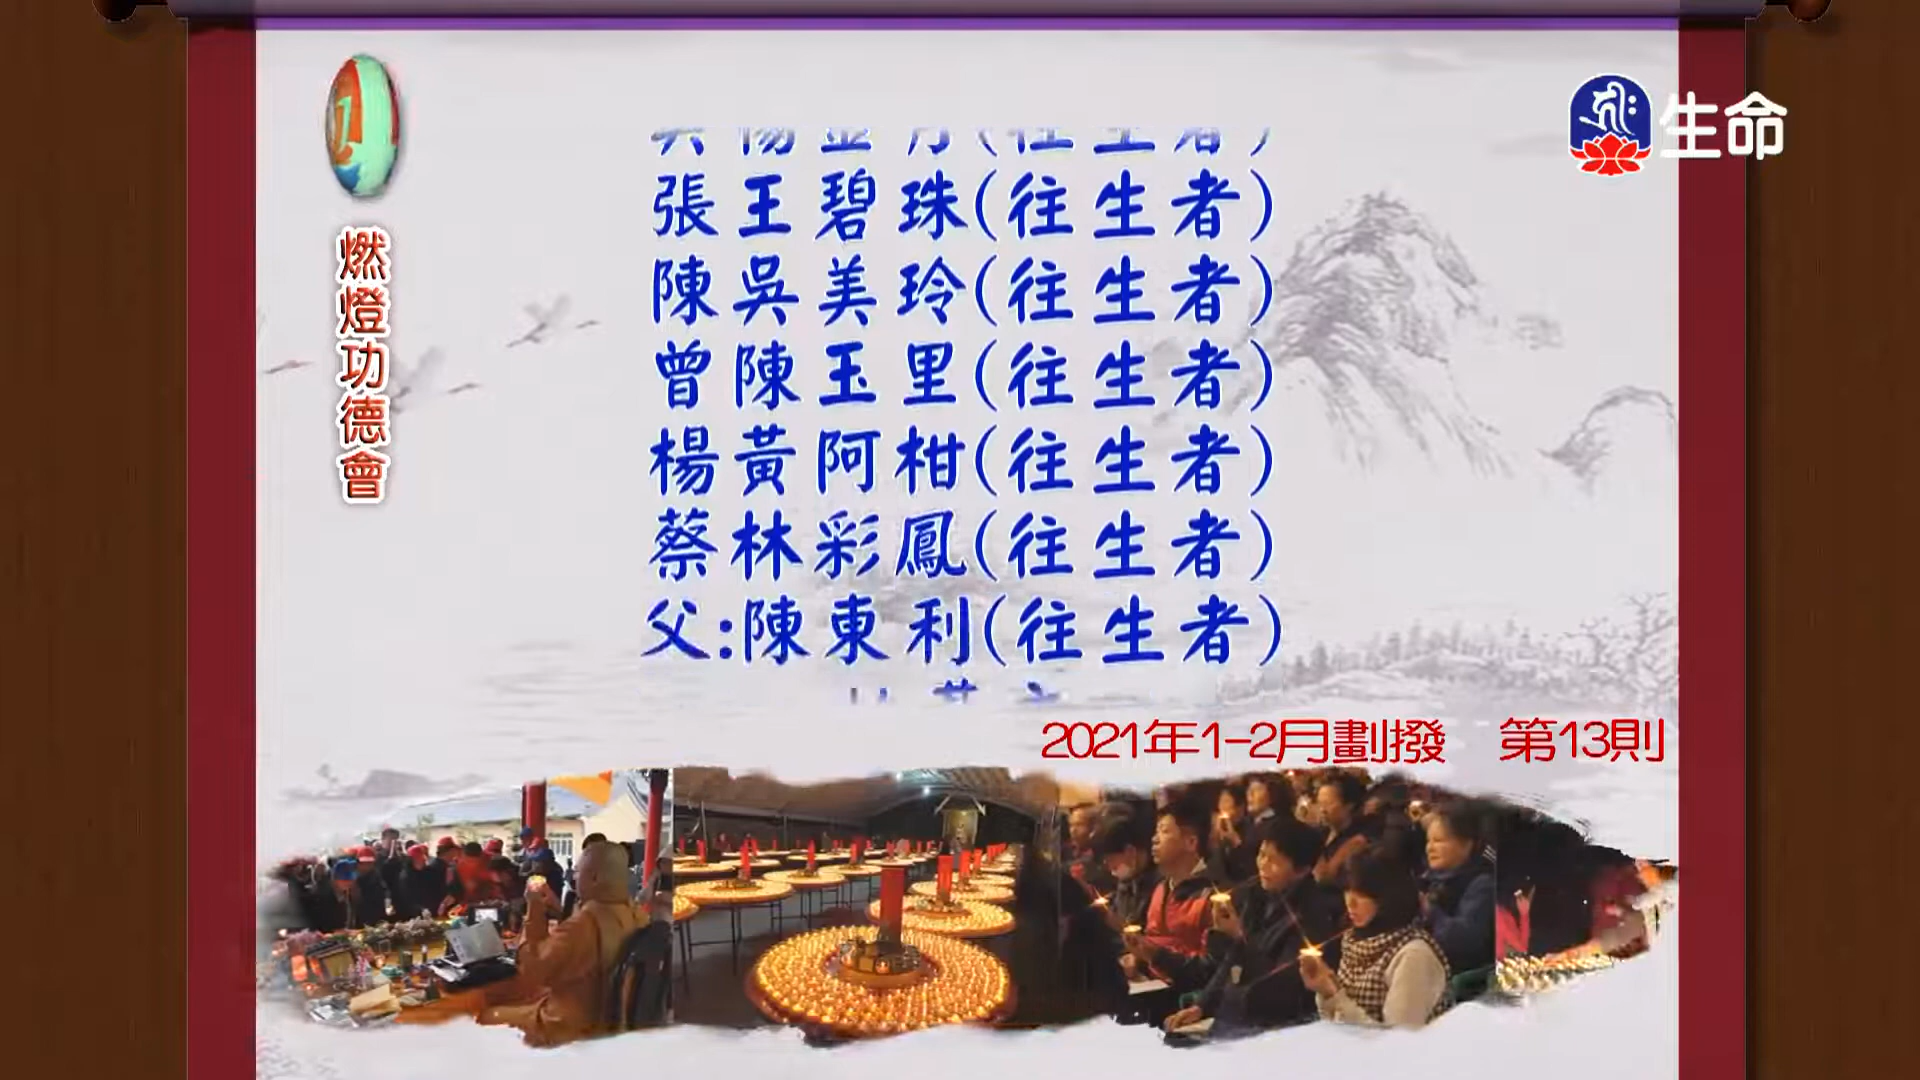 生命
燃燈功德會
張王碧珠(往生者)
陳吳美玲(往生者)
曾陳玉里(往生者)
楊黃阿柑(往生者)
蔡林彩鳳(往生者)
父:陳東利(往生者)
2021年1-2月劃撥 第13則